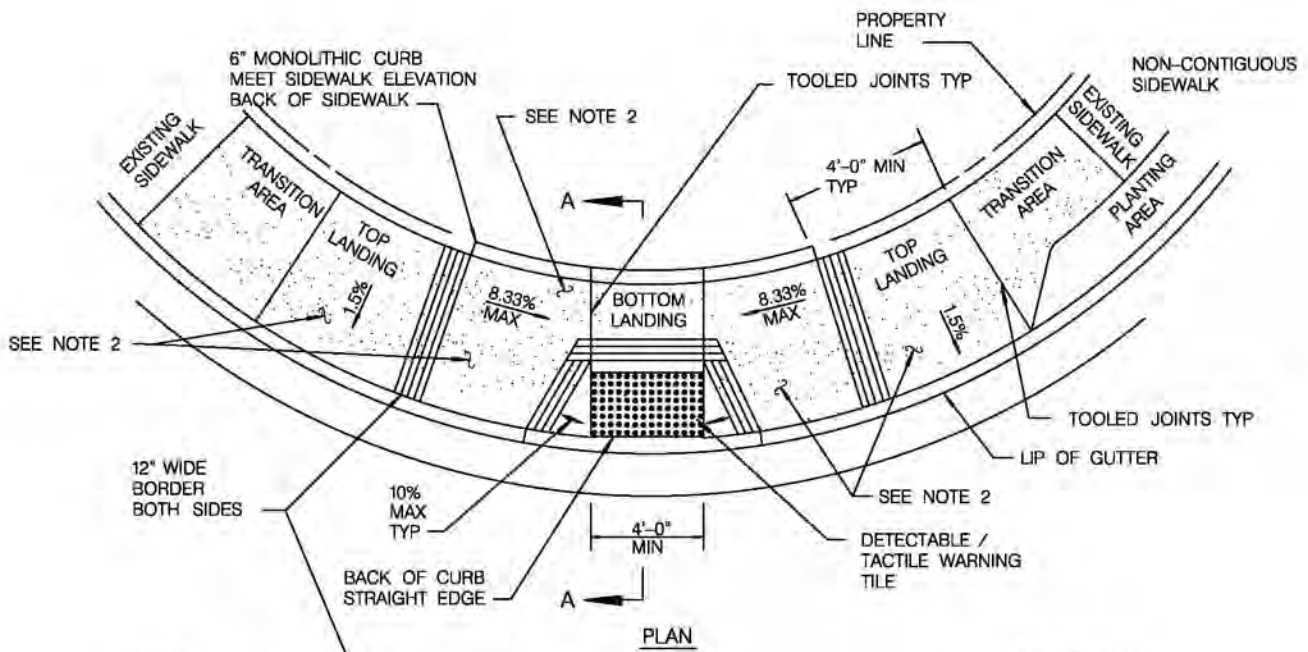 PROPERTY
LINE
6" MONOLITHIC CURB
MEET SIDEWALK ELEVATION
BACK OF SIDEWALK
TOOLED JOINTS TYP
NON-CONTIGUOUS
SIDEWALK
SEE NOTE 2
EXISTING
SIDEWALK
TRANSITION
AREA
TOP
LANDING
1.5%
A
4'-0" MIN
TYP
EXISTING
SIDEWALK
TRANSITION
AREA
PLANTING
AREA
TOP
LANDING
1.5%
8.33%
MAX
BOTTOM
LANDING
8.33%
MAX
SEE NOTE 2
TOOLED JOINTS TYP
LIP OF GUTTER
12" WIDE
BORDER
BOTH SIDES
10%
MAX
TYP
4'-0"
MIN
SEE NOTE 2
DETECTABLE /
TACTILE WARNING
TILE
BACK OF CURB
STRAIGHT EDGE
A
PLAN